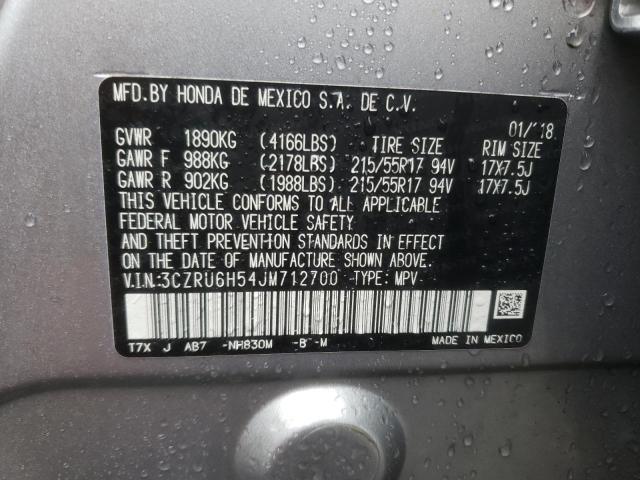 MFD.BY HONDA DE MEXICO S.A. DE C.V.
01/'18
GVWR 1890KG (4166LBS) TIRE SIZE RIM SIZE
GAWR F 988KG (2178LBS) 215/55R17 94V 17X7.5J
GAWR R 902KG (1988LBS) 215/55R17 94V 17X7.5J
THIS VEHICLE CONFORMS TO ALL APPLICABLE
FEDERAL MOTOR VEHICLE SAFETY
AND THEFT PREVENTION STANDARDS IN EFFECT
ON THE DATE OF MANUFACTURE SHOWN ABOVE.
V.I.N:3CZRU6H54JM712700 TYPE: MPV
T7X J AB7 -NH830M -B -M
MADE IN MEXICO